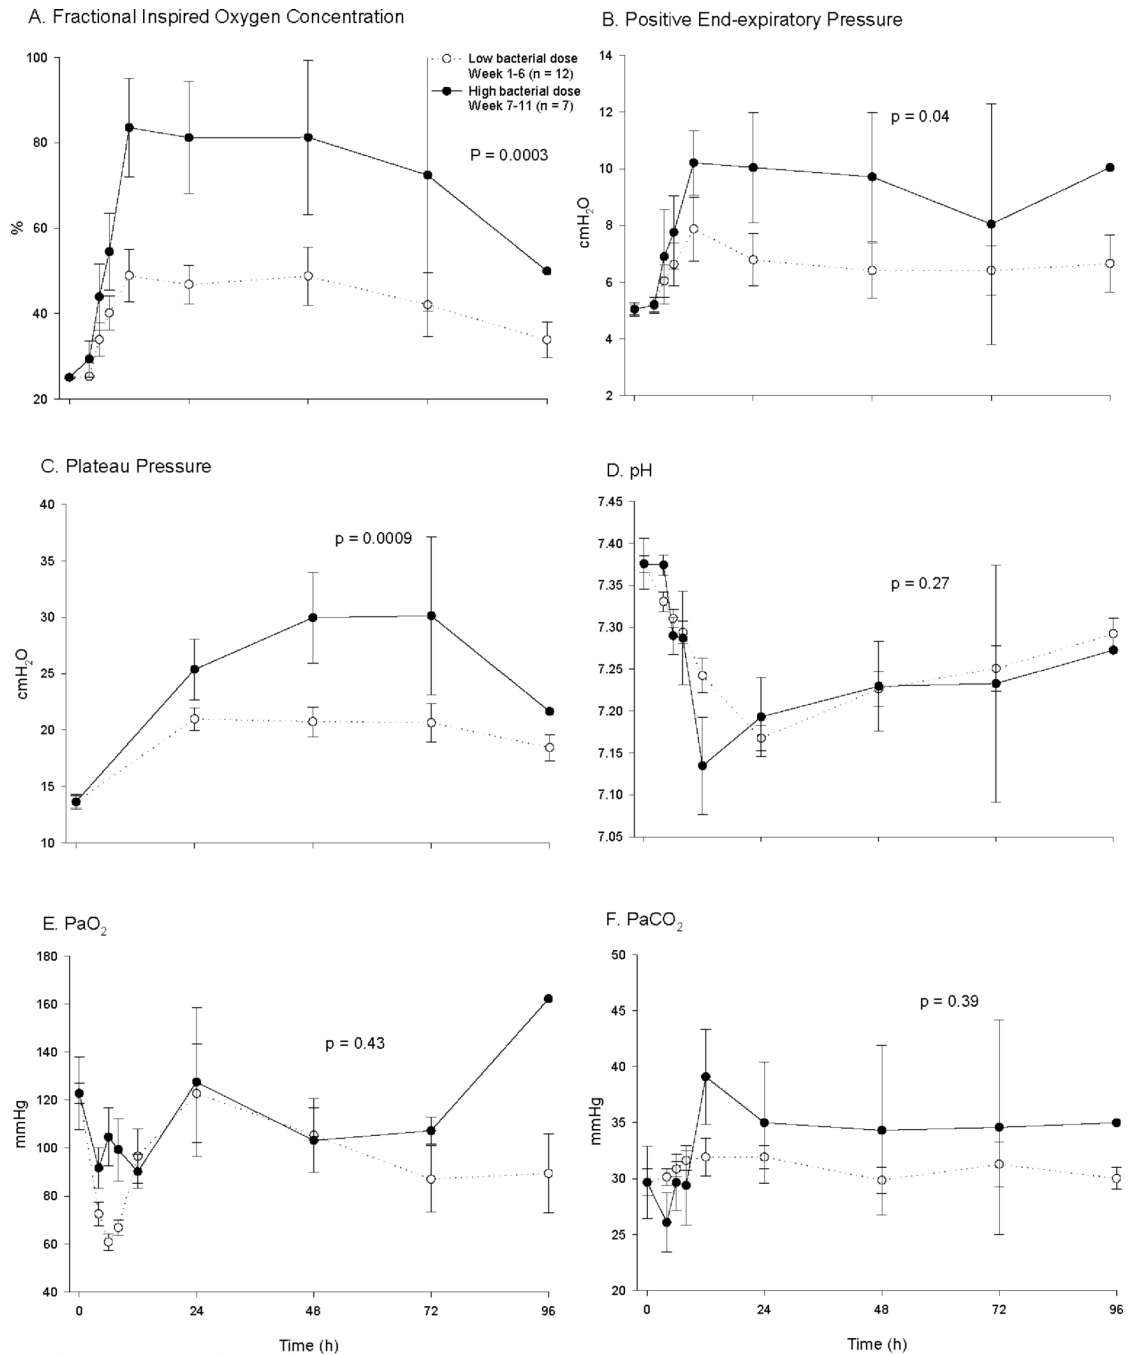 A. Fractional Inspired Oxygen Concentration
100
80
60
40
20
%
Low bacterial dose
Week 1-6 (n = 12)
High bacterial dose
Week 7-11 (n = 7)
P = 0.0003
B. Positive End-expiratory Pressure
14
12
10
8
6
4
2
cmH2O
p = 0.04
C. Plateau Pressure
40
35
30
25
20
15
10
cmH2O
p = 0.0009
D. pH
7.45
7.40
7.35
7.30
7.25
7.20
7.15
7.10
7.05
p = 0.27
E. PaO2
180
160
140
120
100
80
60
40
mmHg
p = 0.43
0 24 48 72 96
Time (h)
F. PaCO2
50
45
40
35
30
25
20
mmHg
p = 0.39
0 24 48 72 96
Time (h)